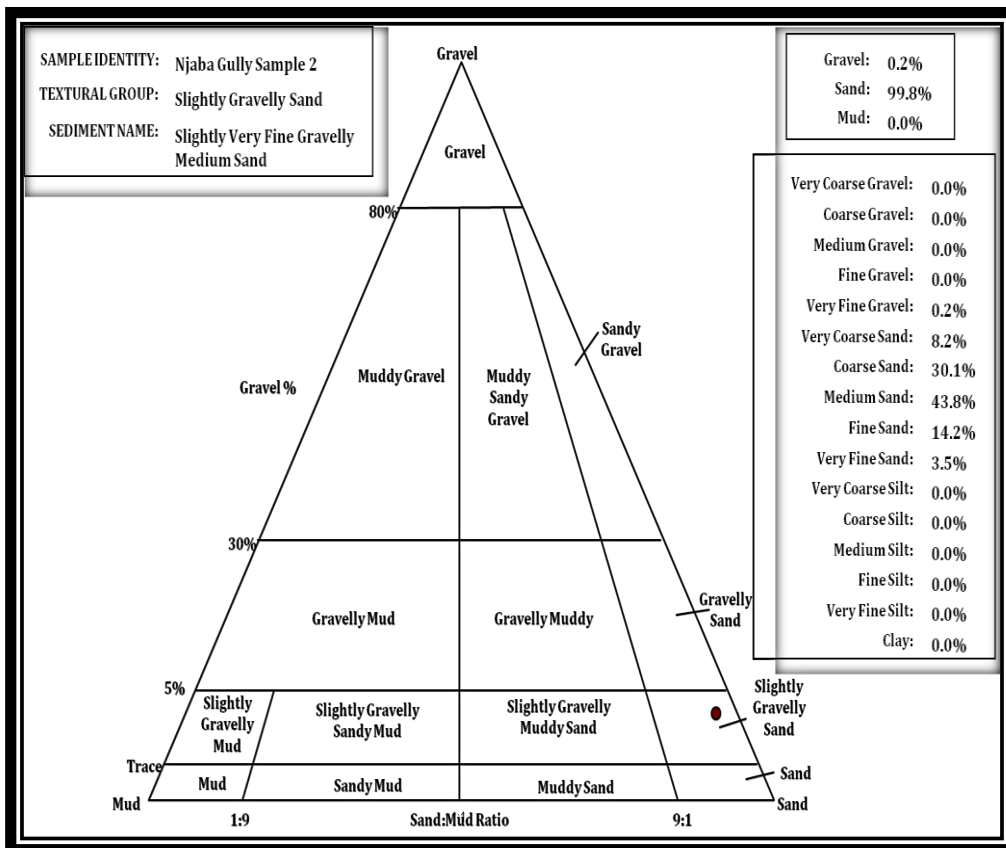 SAMPLE IDENTITY: Njaba Gully Sample 2
TEXTURAL GROUP: Slightly Gravelly Sand
SEDIMENT NAME: Slightly Very Fine Gravelly
Medium Sand
Gravel: 0.2%
Sand: 99.8%
Mud: 0.0%
Very Coarse Gravel: 0.0%
Coarse Gravel: 0.0%
Medium Gravel: 0.0%
Fine Gravel: 0.0%
Very Fine Gravel: 0.2%
Very Coarse Sand: 8.2%
Coarse Sand: 30.1%
Medium Sand: 43.8%
Fine Sand: 14.2%
Very Fine Sand: 3.5%
Very Coarse Silt: 0.0%
Coarse Silt: 0.0%
Medium Silt: 0.0%
Fine Silt: 0.0%
Very Fine Silt: 0.0%
Clay: 0.0%
Gravel
Gravel
80%
Sandy
Gravel
Gravel %
Muddy Gravel
Muddy
Sandy
Gravel
30%
Gravelly Mud
Gravelly Muddy
Gravelly
Sand
5%
Slightly
Gravelly
Mud
Slightly Gravelly
Sandy Mud
Slightly Gravelly
Muddy Sand
Slightly
Gravelly
Sand
Trace
Mud
Sandy Mud
Muddy Sand
Sand
Mud
Sand
1:9
Sand:Mud Ratio
9:1